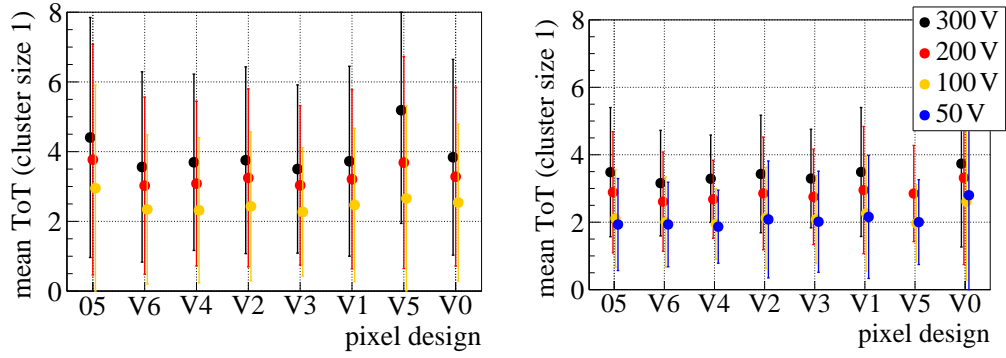 mean ToT (cluster size 1)
8
6
4
2
0
05 V6 V4 V2 V3 V1 V5 V0
pixel design
mean ToT (cluster size 1)
8
6
4
2
0
05 V6 V4 V2 V3 V1 V5 V0
pixel design
300 V
200 V
100 V
50 V